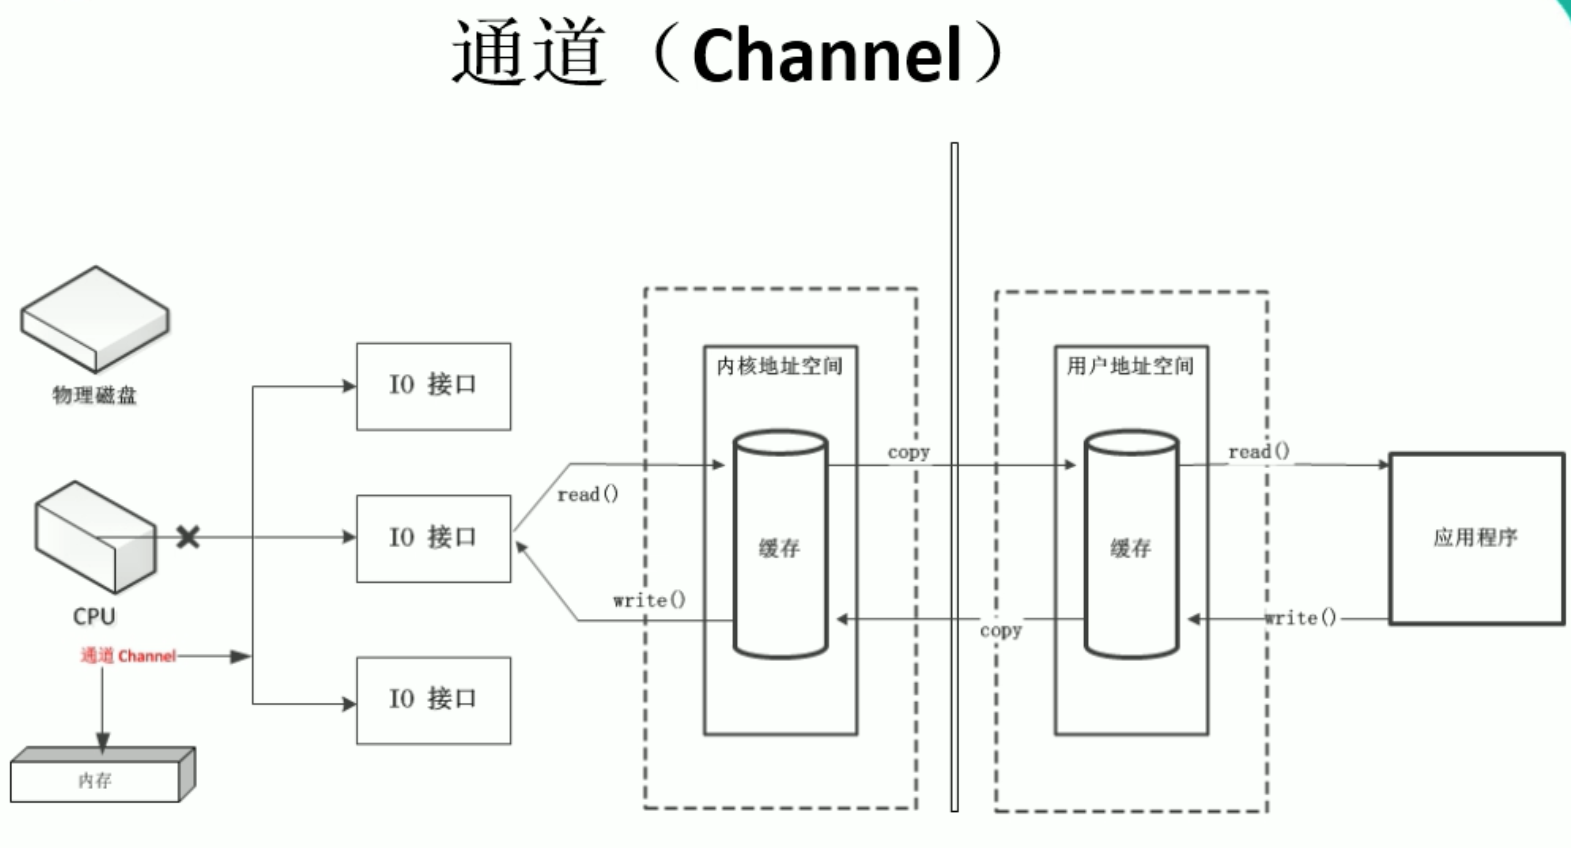 通道（Channel）
物理磁盘
CPU
通道 Channel
内存
IO 接口
IO 接口
IO 接口
read()
write()
内核地址空间
缓存
copy
copy
用户地址空间
缓存
read()
write()
应用程序